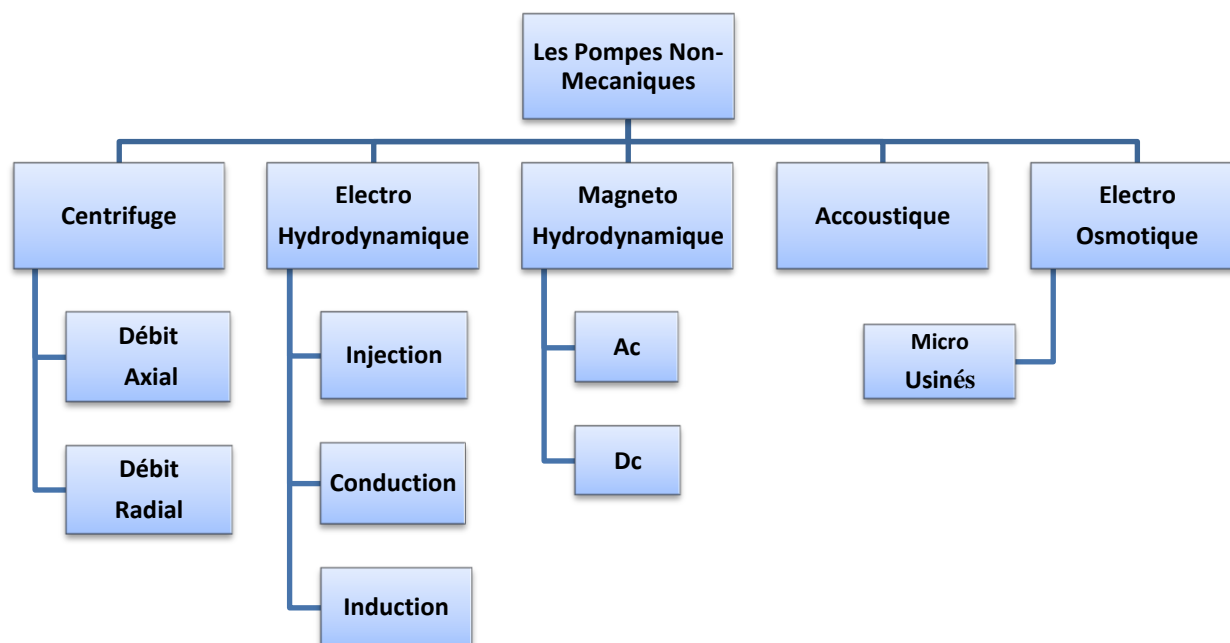 Les Pompes Non-
Mecaniques
Centrifuge
Electro
Hydrodynamique
Magneto
Hydrodynamique
Accoustique
Electro
Osmotique
Débit
Axial
Débit
Radial
Injection
Conduction
Induction
Ac
Dc
Micro
Usinés